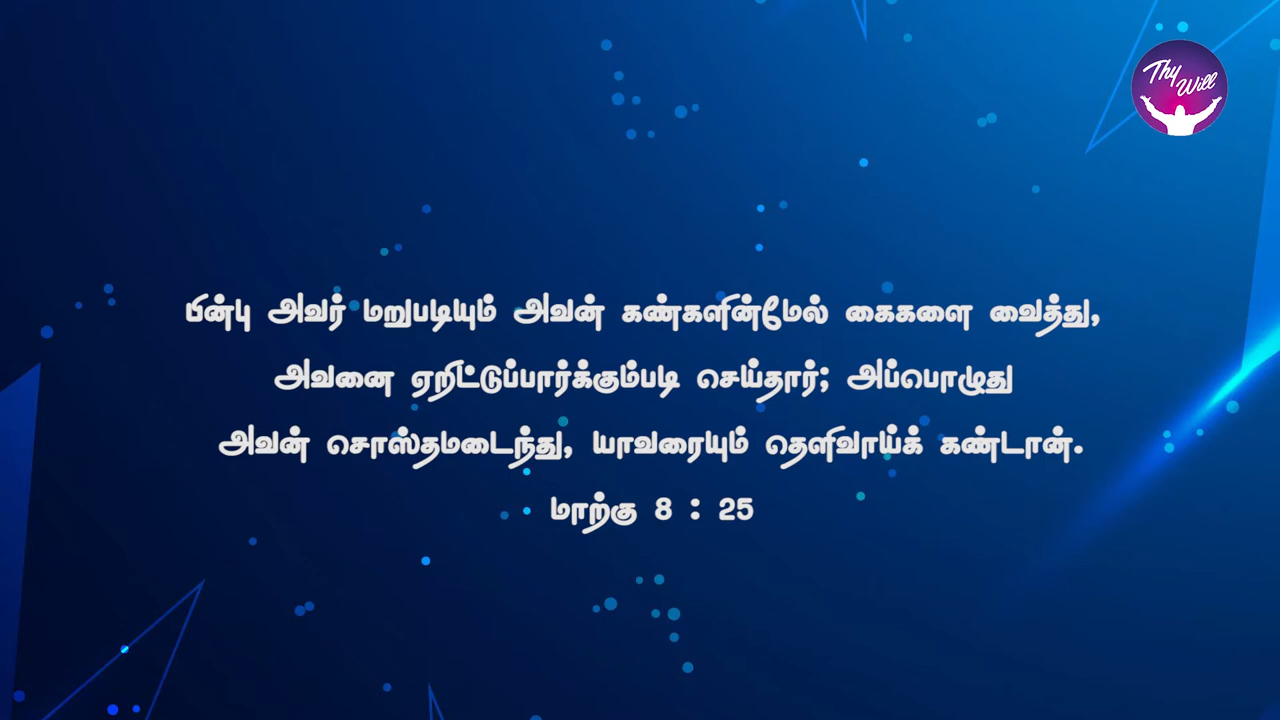 Thy
Will
பின்பு அவர் மறுபடியும் அவன் கண்களின்மேல் கைகளை வைத்து,
அவனை ஏறிட்டுப்பார்க்கும்படி செய்தார்; அப்பொழுது
அவன் சொஸ்தமடைந்து, யாவரையும் தெளிவாய்க் கண்டான்.
மாற்கு 8 : 25